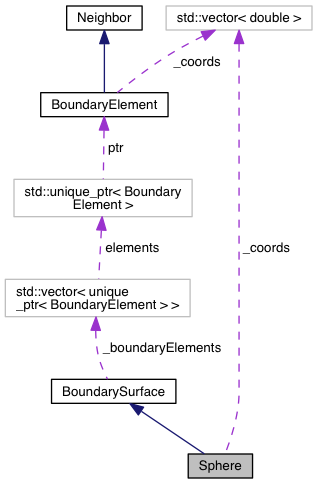 Neighbor
std::vector< double >
_coords
BoundaryElement
ptr
std::unique_ptr< Boundary
Element >
elements
_coords
std::vector< unique
_ptr< BoundaryElement > >
_boundaryElements
BoundarySurface
Sphere